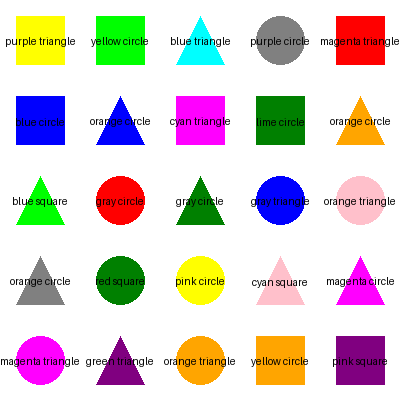 purple triangle yellow circle blue triangle purple circle magenta triangle
blue circle orange circle cyan triangle lime circle orange circle
blue square gray circle gray circle gray triangle orange triangle
orange circle red square pink circle cyan square magenta circle
magenta triangle green triangle orange triangle yellow circle pink square